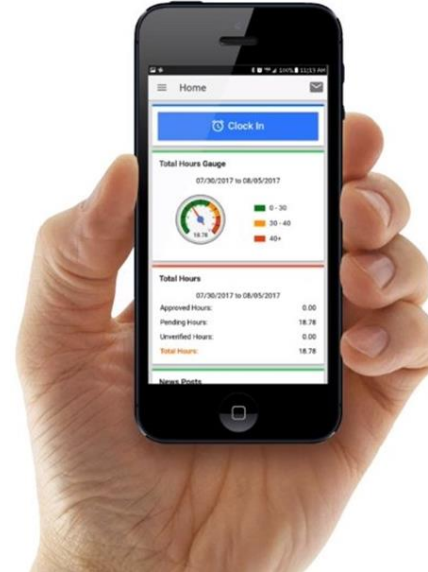 Home
Clock In
Total Hours Gauge
07/30/2017 to 08/05/2017
0 - 30
30 - 40
40+
18.78
Total Hours
07/30/2017 to 08/05/2017
Approved Hours: 0.00
Pending Hours: 18.78
Unverified Hours: 0.00
Total Hours: 18.78
News Posts